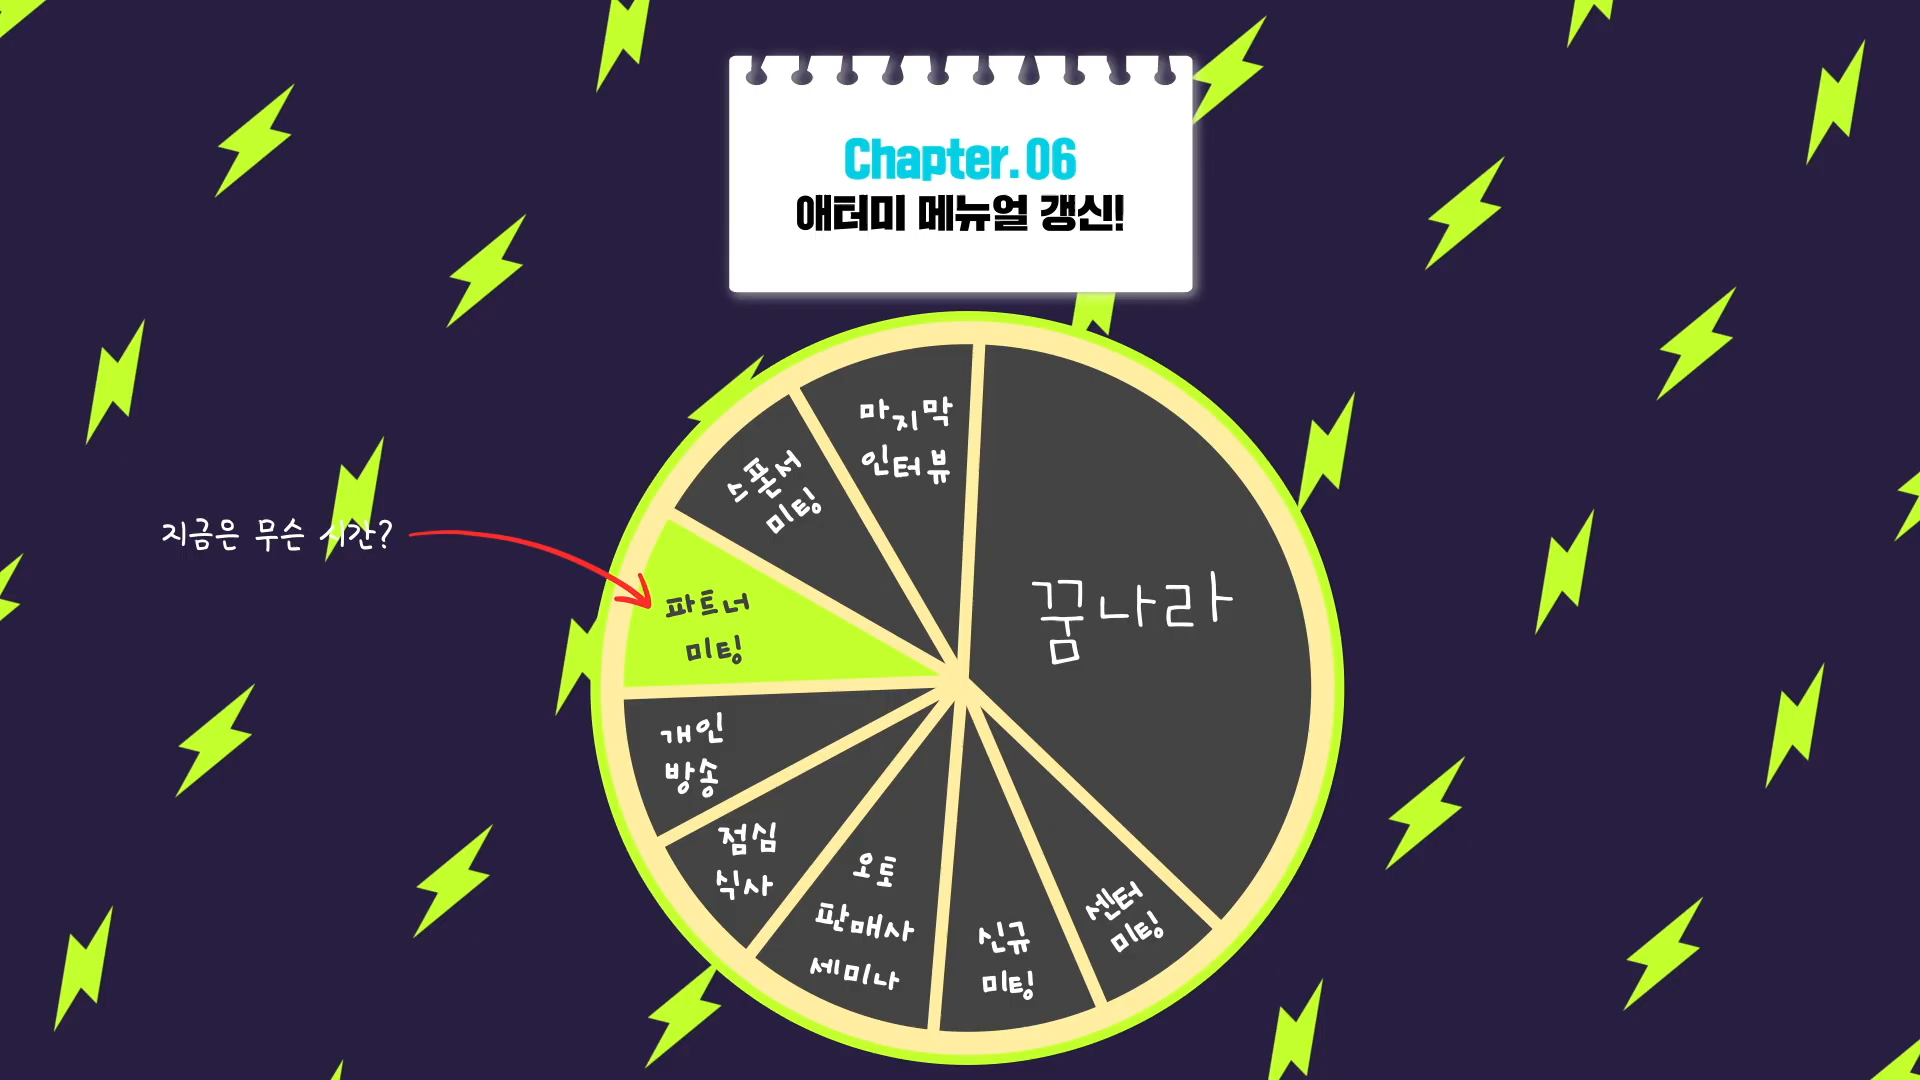 Chapter. 06
애터미 메뉴얼 갱신!
마지막
인터뷰
스폰서
미팅
지금은 무슨 시간?
파트너
미팅
꿈나라
개인
방송
점심
식사
오토
판매사
세미나
신규
미팅
센터
미팅